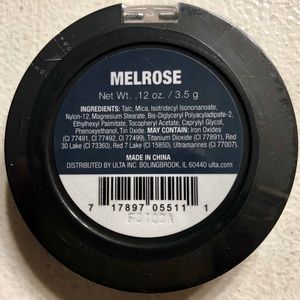 MELROSE
Net Wt. .12 oz. / 3.5 g
INGREDIENTS: Talc, Mica, Isotridecyl Isononanoate,
Nylon-12, Magnesium Stearate, Bis-Diglyceryl Polyacyladipate-2,
Ethylhexyl Palmitate, Tocopheryl Acetate, Caprylyl Glycol,
Phenoxyethanol, Tin Oxide. MAY CONTAIN: Iron Oxides
(CI 77491, CI 77492, CI 77499), Titanium Dioxide (CI 77891), Red
30 Lake (CI 73360), Red 7 Lake (CI 15850), Ultramarines (CI 77007).
MADE IN CHINA
DISTRIBUTED BY ULTA INC. BOLINGBROOK, IL 60440 ulta.com
7 17897 05511 1